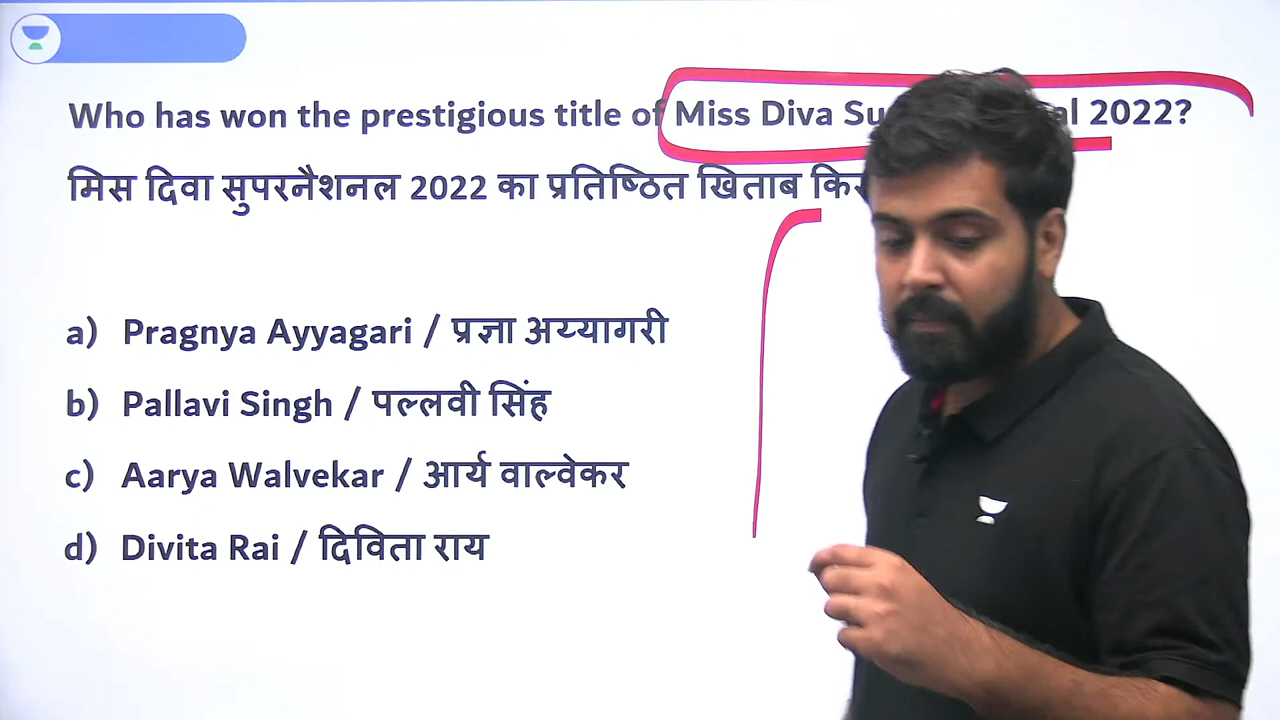 Who has won the prestigious title of Miss Diva 2022?
मिस दिवा सुपरनैशनल 2022 का प्रतिष्ठित खिताब
a) Pragnya Ayyagari / प्रज्ञा अय्यागरी
b) Pallavi Singh / पल्लवी सिंह
c) Aarya Walvekar / आर्य वाल्वेकर
d) Divita Rai / दिविता राय